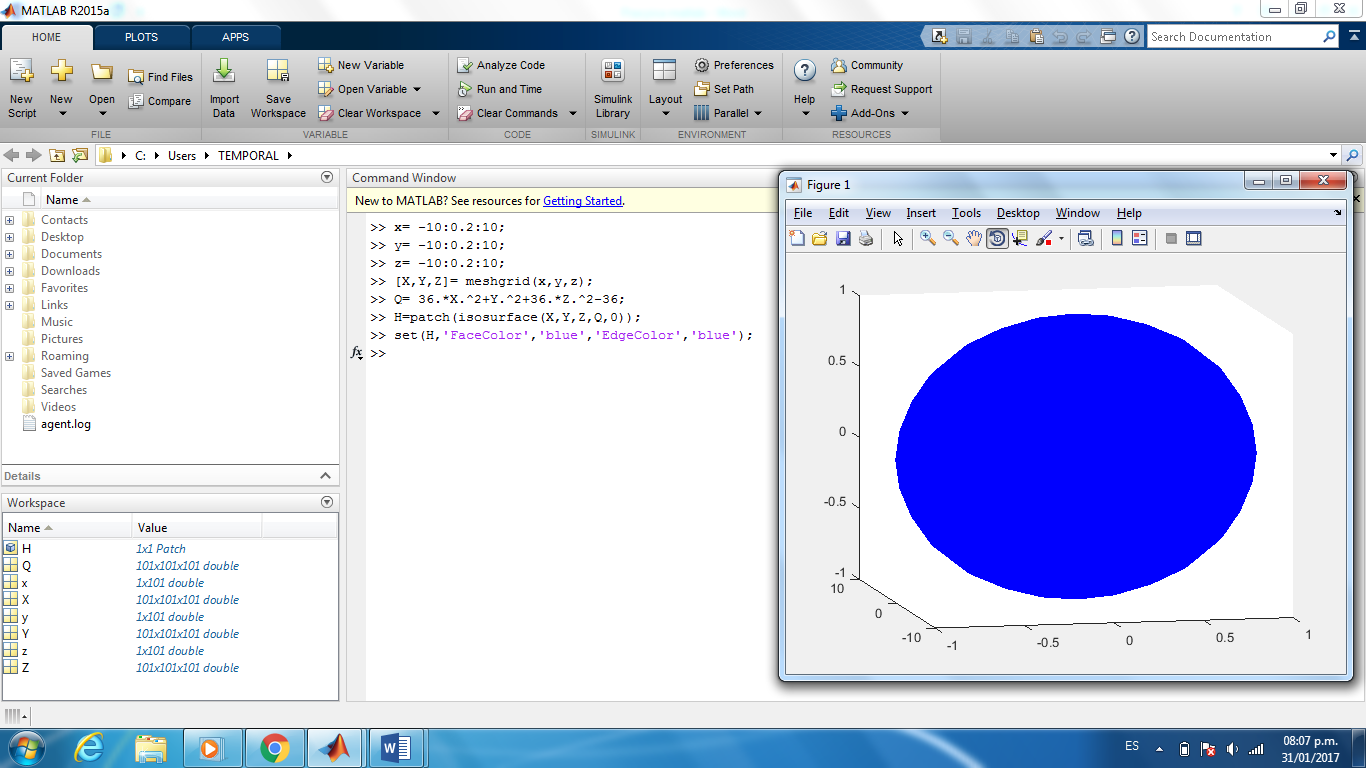 MATLAB R2015a
HOME PLOTS APPS
Search Documentation
New Script
New
Open
Find Files
Compare
FILE
Import Data
Save Workspace
New Variable
Open Variable
Clear Workspace
VARIABLE
Analyze Code
Run and Time
Clear Commands
CODE
Simulink Library
SIMULINK
Layout
Preferences
Set Path
Parallel
ENVIRONMENT
Help
Community
Request Support
Add-Ons
RESOURCES
C: Users TEMPORAL
Current Folder
Name
Contacts
Desktop
Documents
Downloads
Favorites
Links
Music
Pictures
Roaming
Saved Games
Searches
Videos
agent.log
Details
Workspace
Name Value
H 1x1 Patch
Q 101x101x101 double
x 1x101 double
X 101x101x101 double
y 1x101 double
Y 101x101x101 double
z 1x101 double
Z 101x101x101 double
Command Window
New to MATLAB? See resources for Getting Started.
>> x= -10:0.2:10;
>> y= -10:0.2:10;
>> z= -10:0.2:10;
>> [X,Y,Z]= meshgrid(x,y,z);
>> Q= 36.*X.^2+Y.^2+36.*Z.^2-36;
>> H=patch(isosurface(X,Y,Z,Q,0));
>> set(H,'FaceColor','blue','EdgeColor','blue');
fx >>
Figure 1
File Edit View Insert Tools Desktop Window Help
1
0.5
0
-0.5
-1
10
0
-10
-1
-0.5
0
0.5
1
ES
08:07 p.m.
31/01/2017